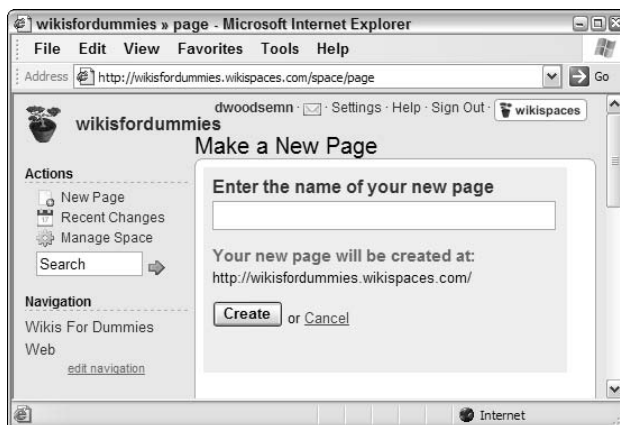 wikisfordummies » page - Microsoft Internet Explorer
File Edit View Favorites Tools Help
Address http://wikisfordummies.wikispaces.com/space/page Go
dwoodsemn · Settings · Help · Sign Out · wikispaces
wikisfordummies
Make a New Page
Actions
New Page
Recent Changes
Manage Space
Search
Navigation
Wikis For Dummies
Web
edit navigation
Enter the name of your new page
Your new page will be created at:
http://wikisfordummies.wikispaces.com/
Create or Cancel
Internet